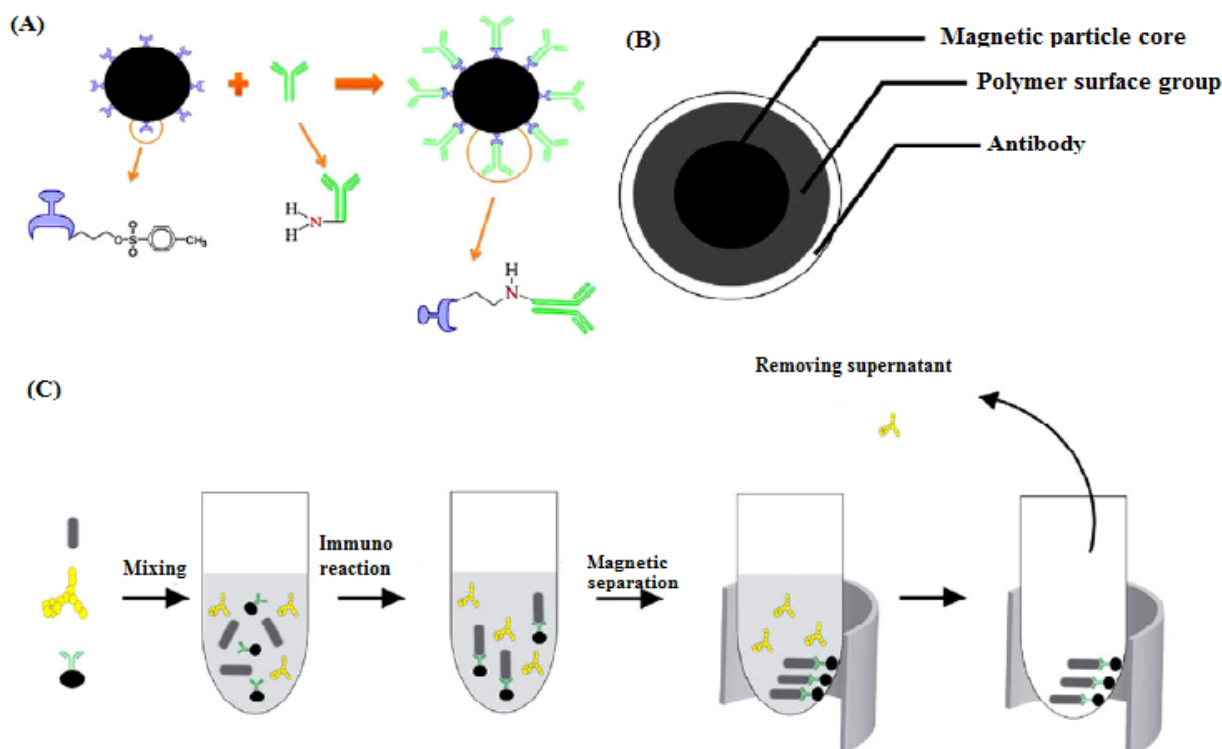 (A)
(B)
Magnetic particle core
Polymer surface group
Antibody
O
O
S
O
CH3
H
H
N
H
N
(C)
Removing supernatant
Mixing
Immuno
reaction
Magnetic
separation